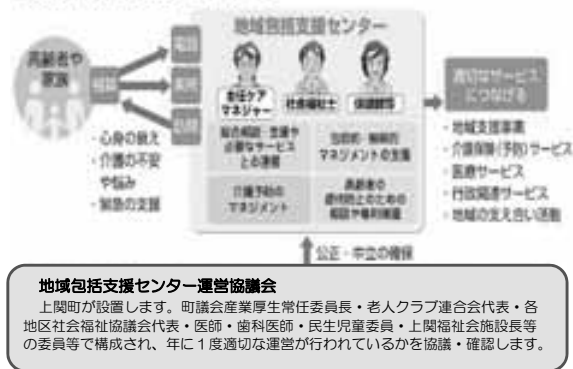 地域包括支援センター
高齢者や
家族
相談
電話
来所
訪問
主任ケア
マネジャー
社会福祉士
保健師等
総合相談・支援や
必要なサービス
との連携
包括的・継続的
マネジメントの支援
介護予防の
マネジメント
高齢者の
虐待防止のための
相談や権利擁護
適切なサービス
につなげる
・心身の衰え
・介護の不安
や悩み
・緊急の支援
・地域支援事業
・介護保険(予防)サービス
・医療サービス
・行政関連サービス
・地域の支え合い活動
公正・中立の確保
地域包括支援センター運営協議会
上関町が設置します。町議会産業厚生常任委員長・老人クラブ連合会代表・各
地区社会福祉協議会代表・医師・歯科医師・民生児童委員・上関福祉会施設長等
の委員等で構成され、年に1度適切な運営が行われているかを協議・確認します。